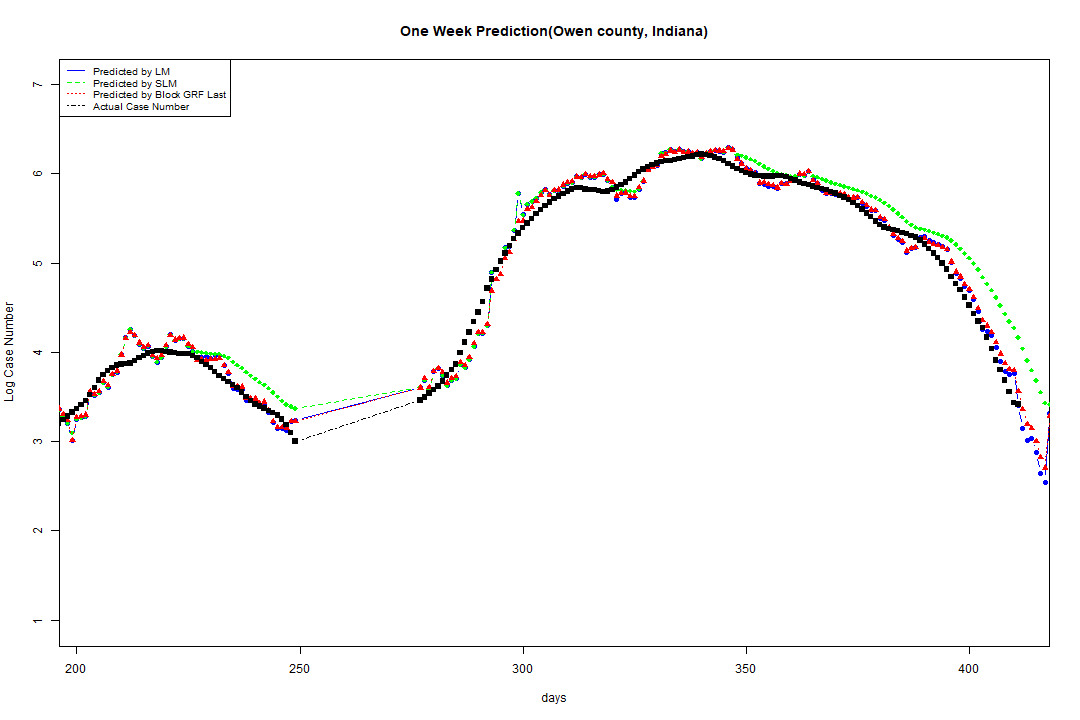 One Week Prediction(Owen county, Indiana)
Predicted by LM
Predicted by SLM
Predicted by Block GRF Last
Actual Case Number
7
6
5
4
3
2
1
Log Case Number
200 250 300 350 400
days